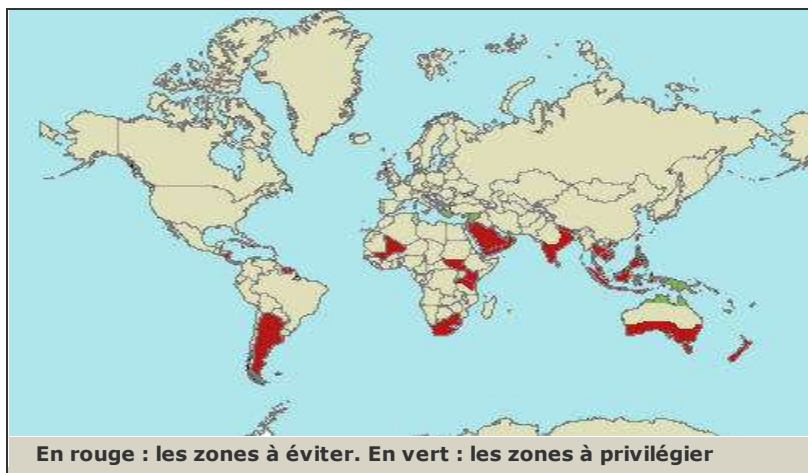 En rouge : les zones à éviter. En vert : les zones à privilégier